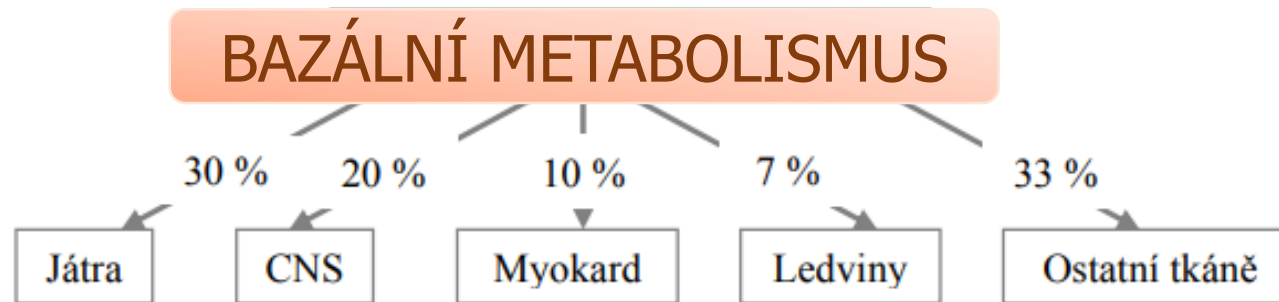 BAZÁLNÍ METABOLISMUS
30 % 20 % 10 % 7 % 33 %
Játra CNS Myokard Ledviny Ostatní tkáně